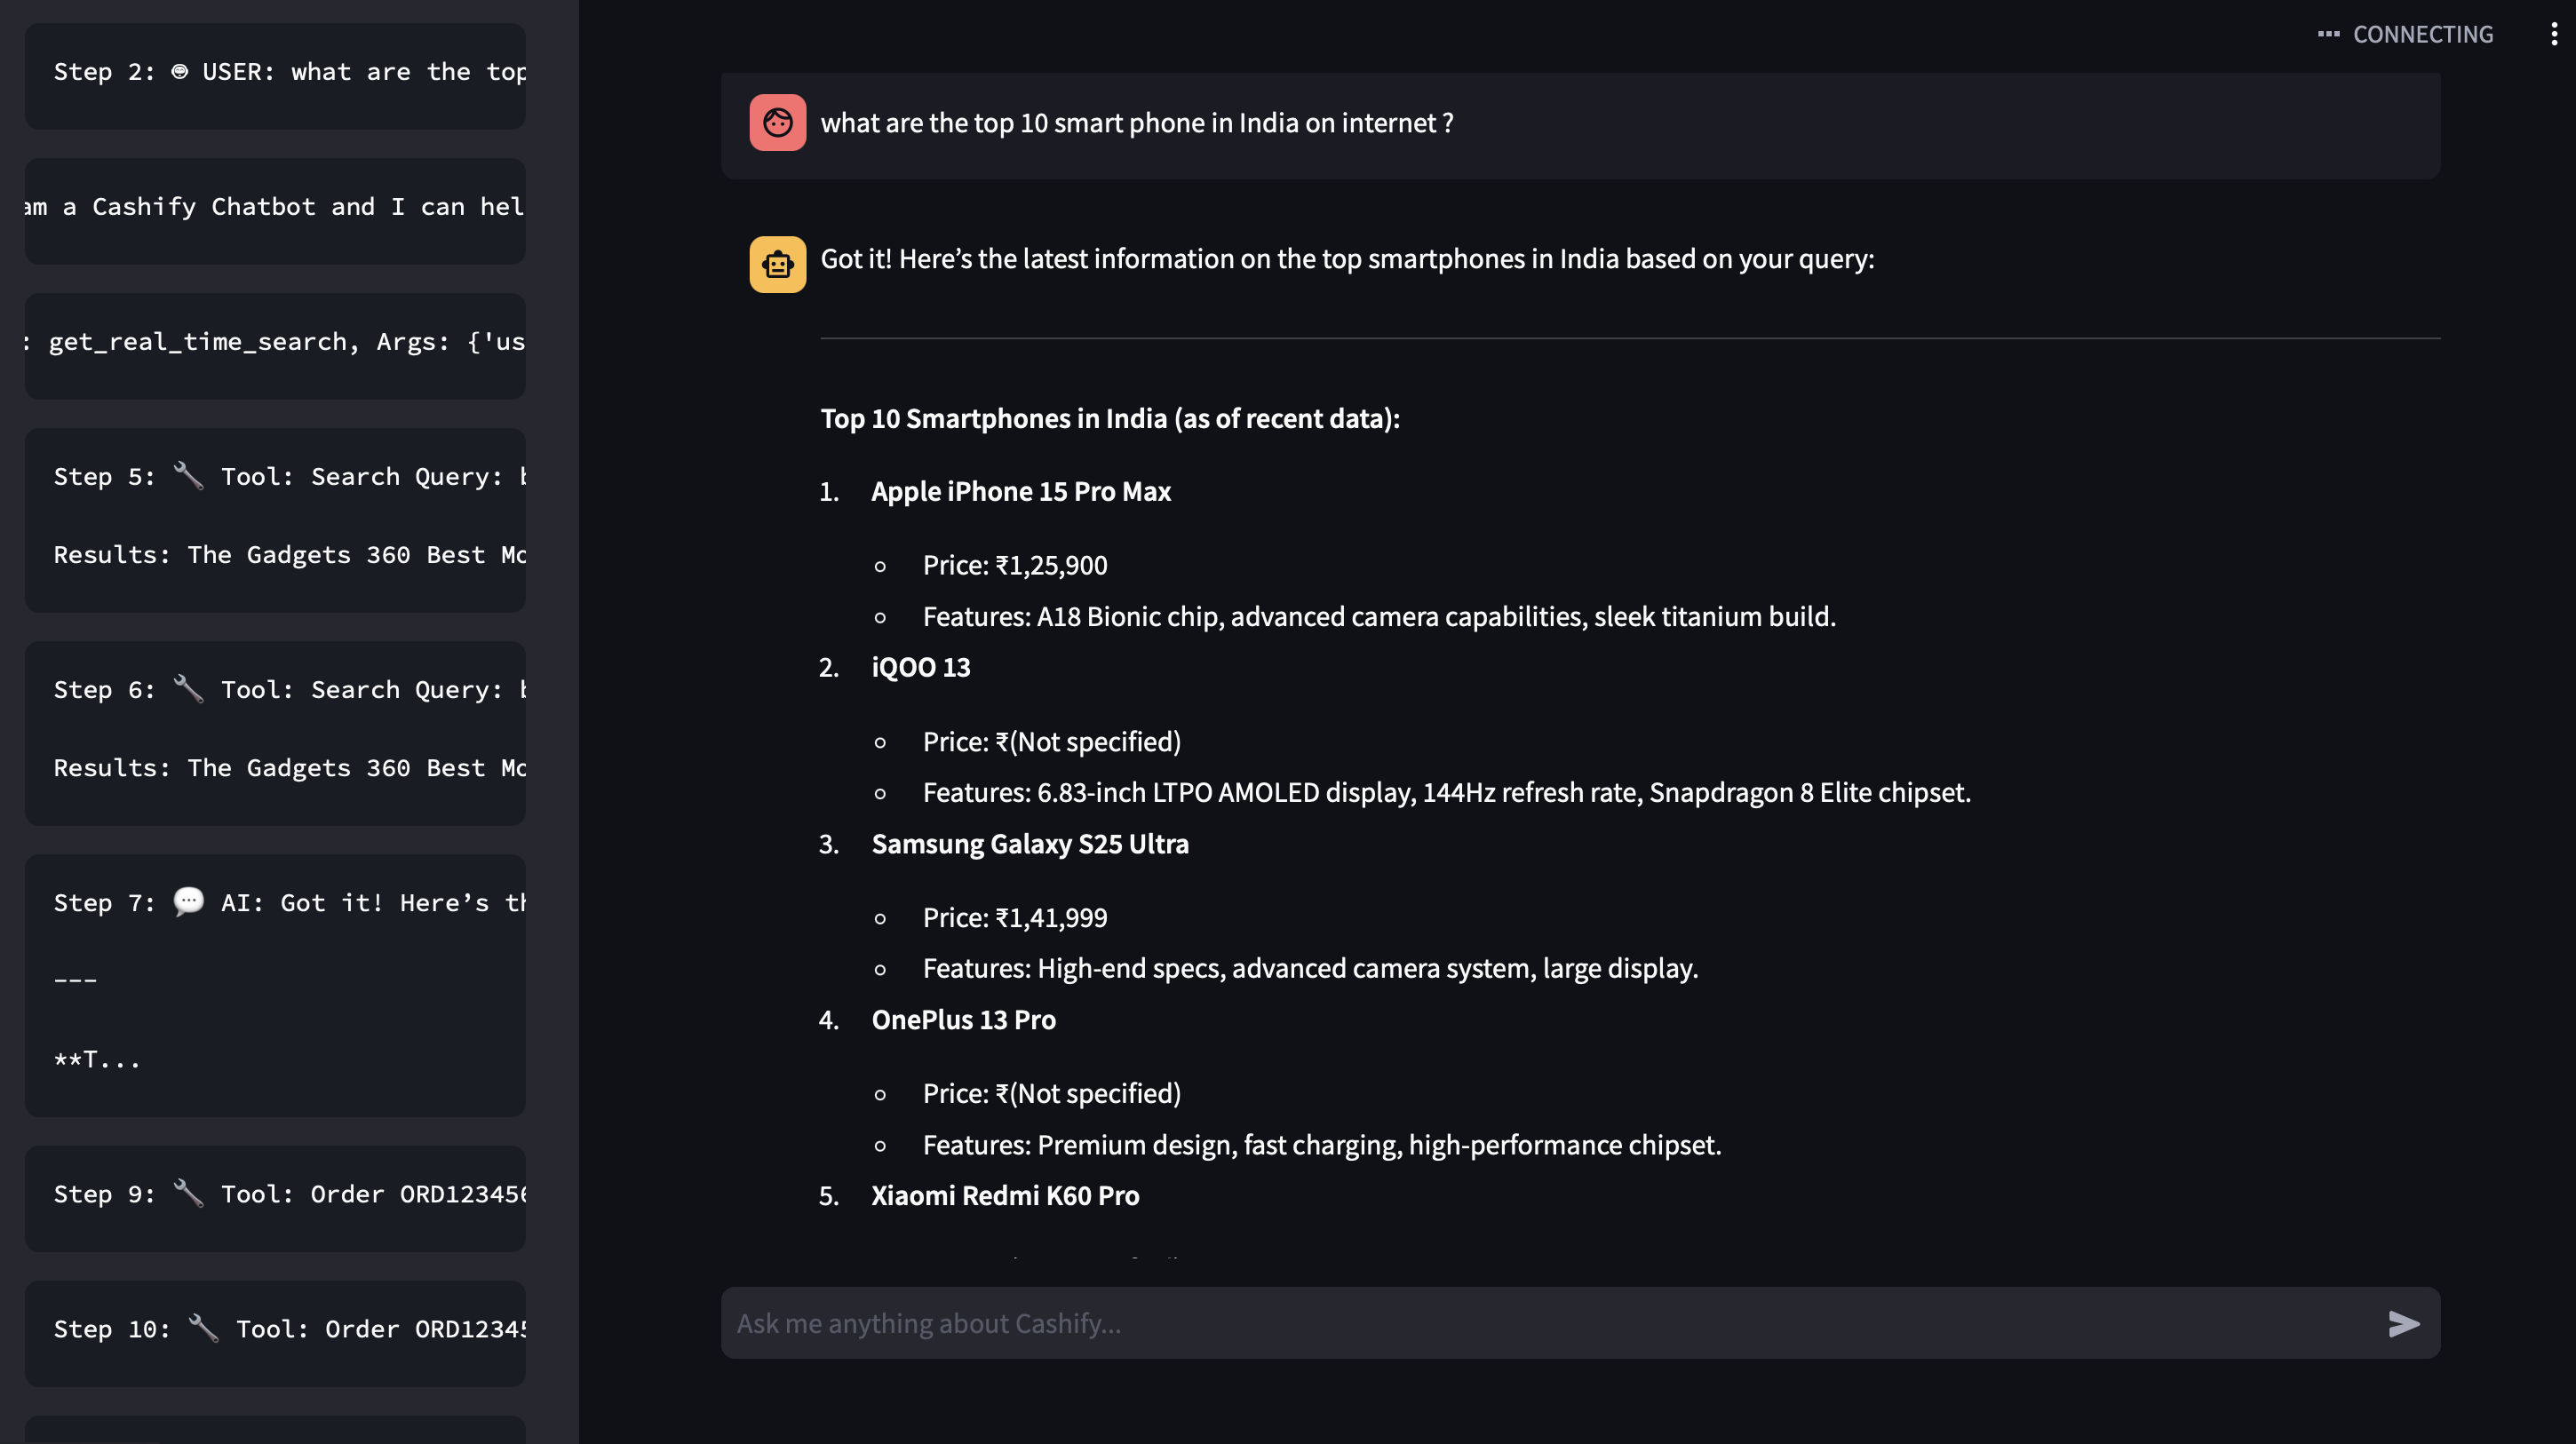 Step 2: USER: what are the top
am a Cashify Chatbot and I can hel
: get_real_time_search, Args: {'us
Step 5: 🔧 Tool: Search Query: b
Results: The Gadgets 360 Best Mo
Step 6: 🔧 Tool: Search Query: b
Results: The Gadgets 360 Best Mo
Step 7: 💬 AI: Got it! Here’s th
---
**T...
Step 9: 🔧 Tool: Order ORD123456
Step 10: 🔧 Tool: Order ORD12345
CONNECTING
what are the top 10 smart phone in India on internet ?
Got it! Here’s the latest information on the top smartphones in India based on your query:
Top 10 Smartphones in India (as of recent data):
1. Apple iPhone 15 Pro Max
Price: ₹1,25,900
Features: A18 Bionic chip, advanced camera capabilities, sleek titanium build.
2. iQOO 13
Price: ₹(Not specified)
Features: 6.83-inch LTPO AMOLED display, 144Hz refresh rate, Snapdragon 8 Elite chipset.
3. Samsung Galaxy S25 Ultra
Price: ₹1,41,999
Features: High-end specs, advanced camera system, large display.
4. OnePlus 13 Pro
Price: ₹(Not specified)
Features: Premium design, fast charging, high-performance chipset.
5. Xiaomi Redmi K60 Pro
Ask me anything about Cashify...